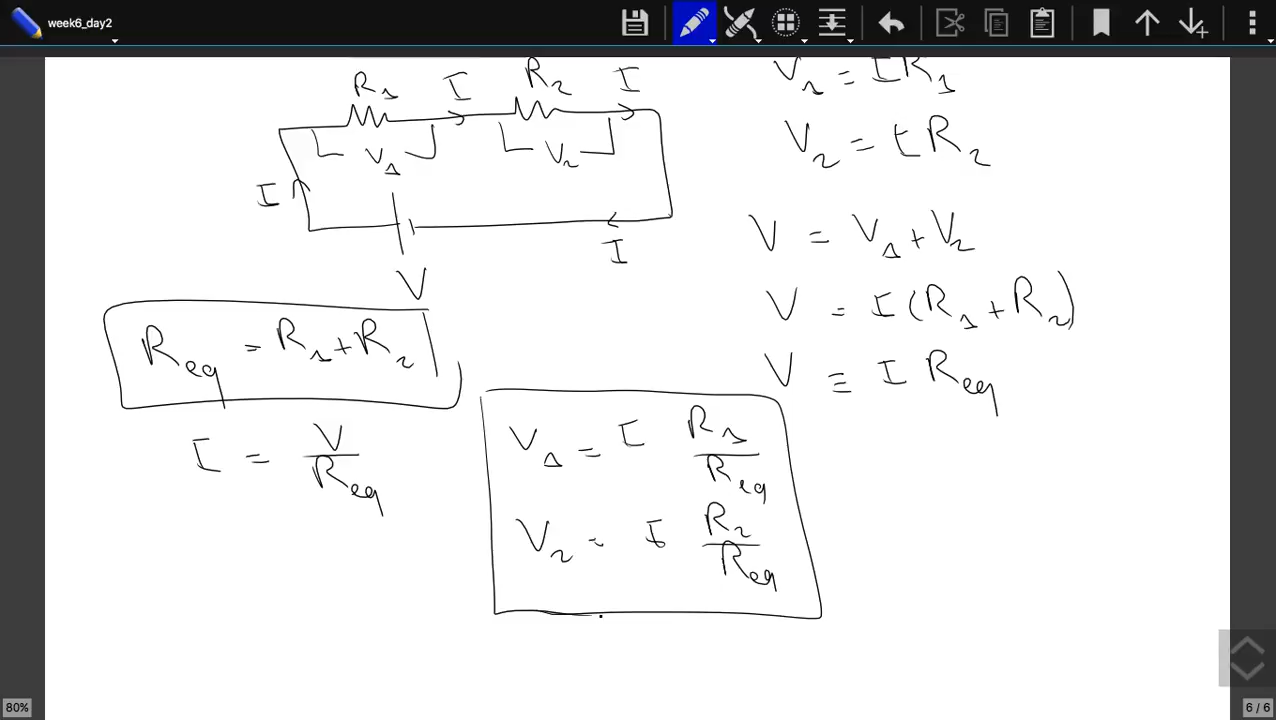 week6_day2
R1 I R2 I
V1 V2
I
I
V
V1 = IR1
V2 = IR2
V = V1 + V2
V = I(R1 + R2)
V = I Req
Req = R1 + R2
I = V/Req
V1 = I R1/Req
V2 = I R2/Req
80%
6 / 6